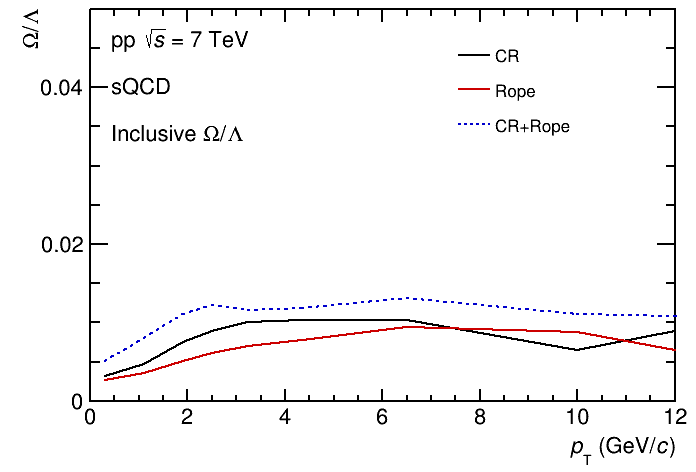 Ω/Λ
pp √s = 7 TeV
sQCD
Inclusive Ω/Λ
CR
Rope
CR+Rope
0.04
0.02
0
0 2 4 6 8 10 12
p_T (GeV/c)